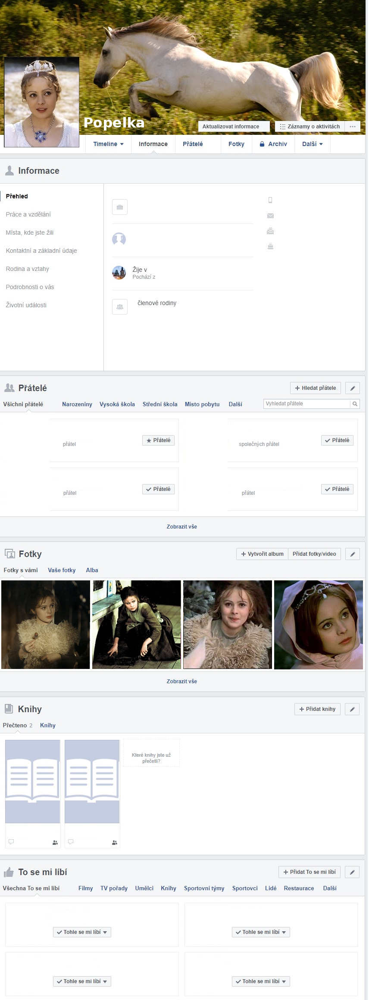 Popelka
Aktualizovat informace
Záznamy o aktivitách
Timeline
Informace
Přátelé
Fotky
Archiv
Další
Informace
Přehled
Práce a vzdělání
Místa, kde jste žili
Kontaktní a základní údaje
Rodina a vztahy
Podrobnosti o vás
Životní události
Žije v
Pochází z
členové rodiny
Přátelé
+ Hledat přátele
Všichni přátelé
Narozeniny
Vysoká škola
Střední škola
Místo pobytu
Další
Vyhledat přátele
přátel
Přátelé
společných přátel
Přátelé
přátel
Přátelé
přátel
Přátelé
Zobrazit vše
Fotky
+ Vytvořit album
Přidat fotky/video
Fotky s vámi
Vaše fotky
Alba
Zobrazit vše
Knihy
+ Přidat knihy
Přečteno 2
Knihy
Které knihy jste už
přečetli?
To se mi líbí
+ Přidat To se mi líbí
Všechna To se mi líbí
Filmy
TV pořady
Umělci
Knihy
Sportovní týmy
Sportovci
Lidé
Restaurace
Další
Tohle se mi líbí
Tohle se mi líbí
Tohle se mi líbí
Tohle se mi líbí